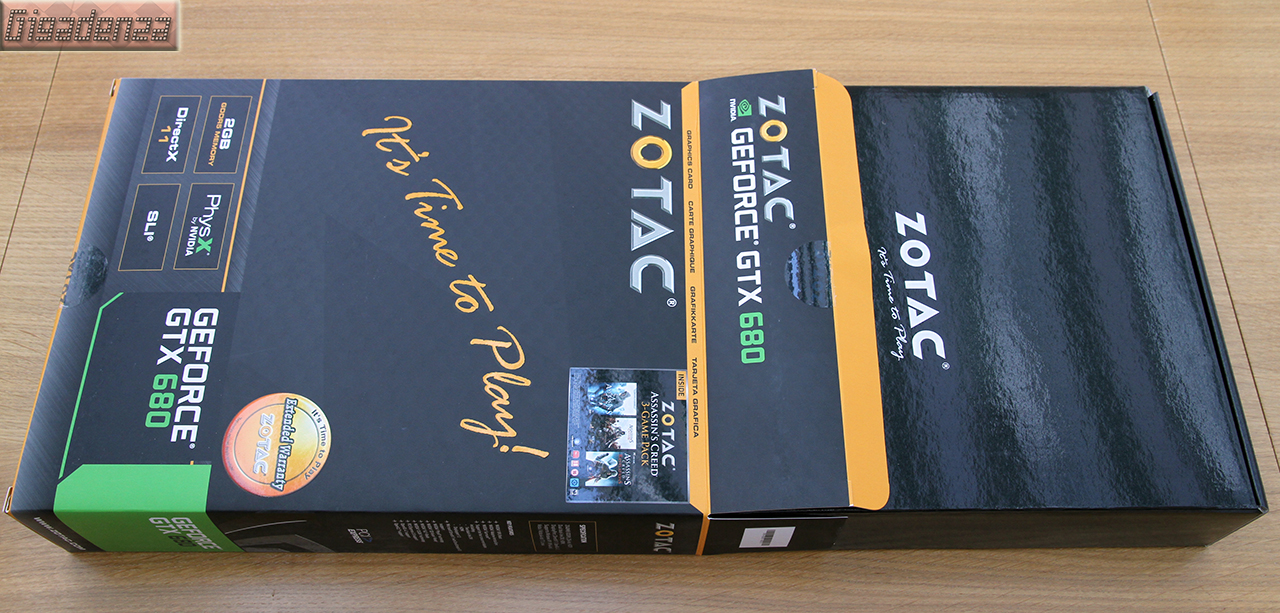 Gigadenza
ZOTAC®
It's Time to Play!
2GB
GDDR5 MEMORY
DirectX
11
PhysX®
by NVIDIA
SLI®
GEFORCE®
GTX 680
It's Time to Play
Extended Warranty
ZOTAC
INSIDE
ZOTAC®
ASSASSIN'S CREED
3-GAME PACK
GRAPHICS CARD CARTE GRAPHIQUE GRAFIKKARTE TARJETA GRAFICA
ZOTAC®
NVIDIA
GEFORCE® GTX 680
ZOTAC®
It's Time to Play
GEFORCE
GTX 680
ZOTAC